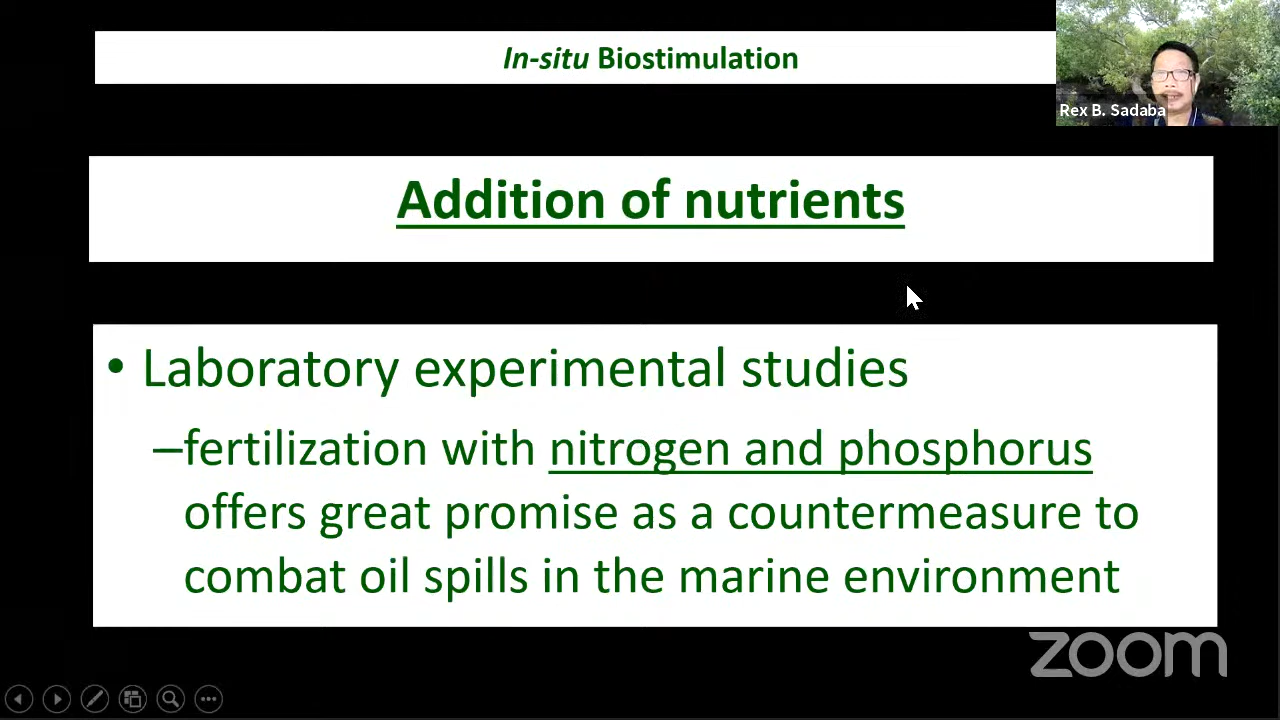 In-situ Biostimulation
Rex B. Sadaba
Addition of nutrients
• Laboratory experimental studies
–fertilization with nitrogen and phosphorus
offers great promise as a countermeasure to
combat oil spills in the marine environment
zoom